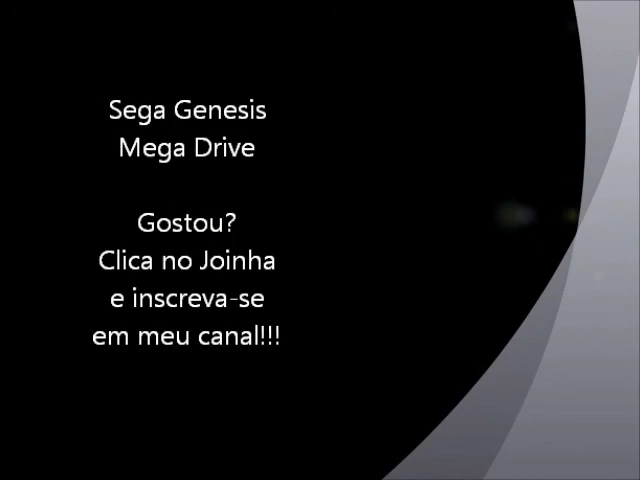 Sega Genesis
Mega Drive
Gostou?
Clica no Joinha
e inscreva-se
em meu canal!!!